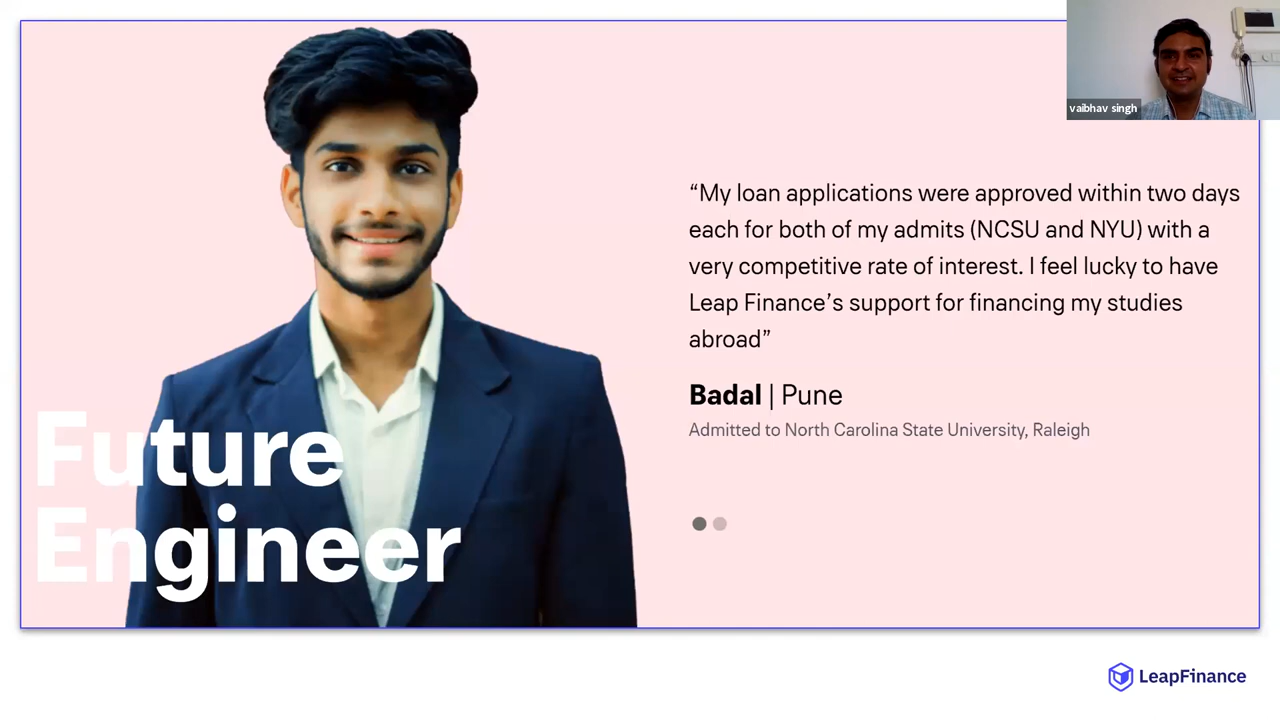 vaibhav singh
“My loan applications were approved within two days
each for both of my admits (NCSU and NYU) with a
very competitive rate of interest. I feel lucky to have
Leap Finance’s support for financing my studies
abroad”
Badal | Pune
Admitted to North Carolina State University, Raleigh
Future
Engineer
LeapFinance